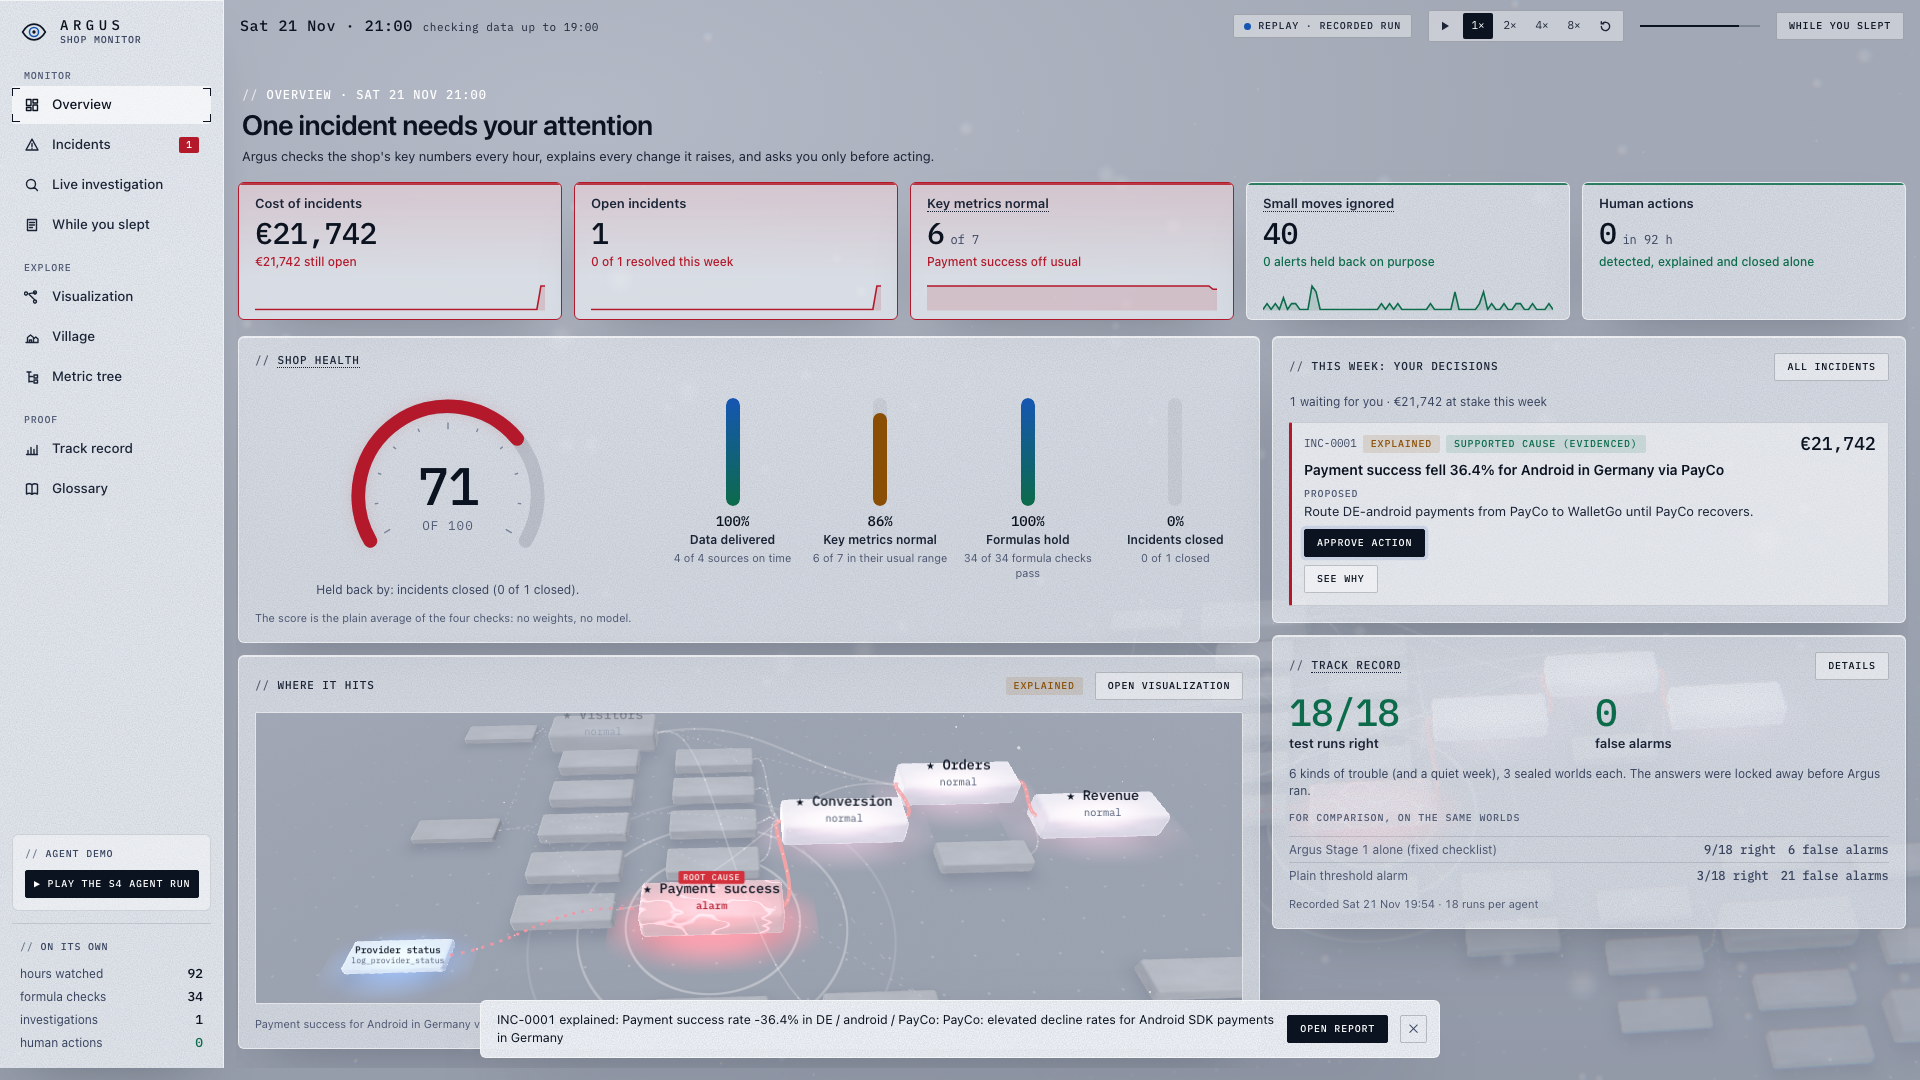 ARGUS
SHOP MONITOR
MONITOR
Overview
Incidents 1
Live investigation
While you slept
EXPLORE
Visualization
Village
Metric tree
PROOF
Track record
Glossary
// AGENT DEMO
▶ PLAY THE S4 AGENT RUN
// ON ITS OWN
hours watched 92
formula checks 34
investigations 1
human actions 0
Sat 21 Nov · 21:00 checking data up to 19:00
REPLAY · RECORDED RUN
1× 2× 4× 8×
WHILE YOU SLEPT
// OVERVIEW · SAT 21 NOV 21:00
One incident needs your attention
Argus checks the shop's key numbers every hour, explains every change it raises, and asks you only before acting.
Cost of incidents
€21,742
€21,742 still open
Open incidents
1
0 of 1 resolved this week
Key metrics normal
6 of 7
Payment success off usual
Small moves ignored
40
0 alerts held back on purpose
Human actions
0 in 92 h
detected, explained and closed alone
// SHOP HEALTH
71
OF 100
Held back by: incidents closed (0 of 1 closed).
The score is the plain average of the four checks: no weights, no model.
100%
Data delivered
4 of 4 sources on time
86%
Key metrics normal
6 of 7 in their usual range
100%
Formulas hold
34 of 34 formula checks pass
0%
Incidents closed
0 of 1 closed
// THIS WEEK: YOUR DECISIONS
ALL INCIDENTS
1 waiting for you · €21,742 at stake this week
INC-0001 EXPLAINED SUPPORTED CAUSE (EVIDENCED) €21,742
Payment success fell 36.4% for Android in Germany via PayCo
PROPOSED
Route DE-android payments from PayCo to WalletGo until PayCo recovers.
APPROVE ACTION
SEE WHY
// WHERE IT HITS
EXPLAINED
OPEN VISUALIZATION
★ Visitors
normal
★ Orders
normal
★ Conversion
normal
★ Revenue
normal
ROOT CAUSE
★ Payment success
alarm
Provider status
log_provider_status
Payment success for Android in Germany v
// TRACK RECORD
DETAILS
18/18
test runs right
0
false alarms
6 kinds of trouble (and a quiet week), 3 sealed worlds each. The answers were locked away before Argus
ran.
FOR COMPARISON, ON THE SAME WORLDS
Argus Stage 1 alone (fixed checklist) 9/18 right 6 false alarms
Plain threshold alarm 3/18 right 21 false alarms
Recorded Sat 21 Nov 19:54 · 18 runs per agent
INC-0001 explained: Payment success rate -36.4% in DE / android / PayCo: PayCo: elevated decline rates for Android SDK payments
in Germany
OPEN REPORT